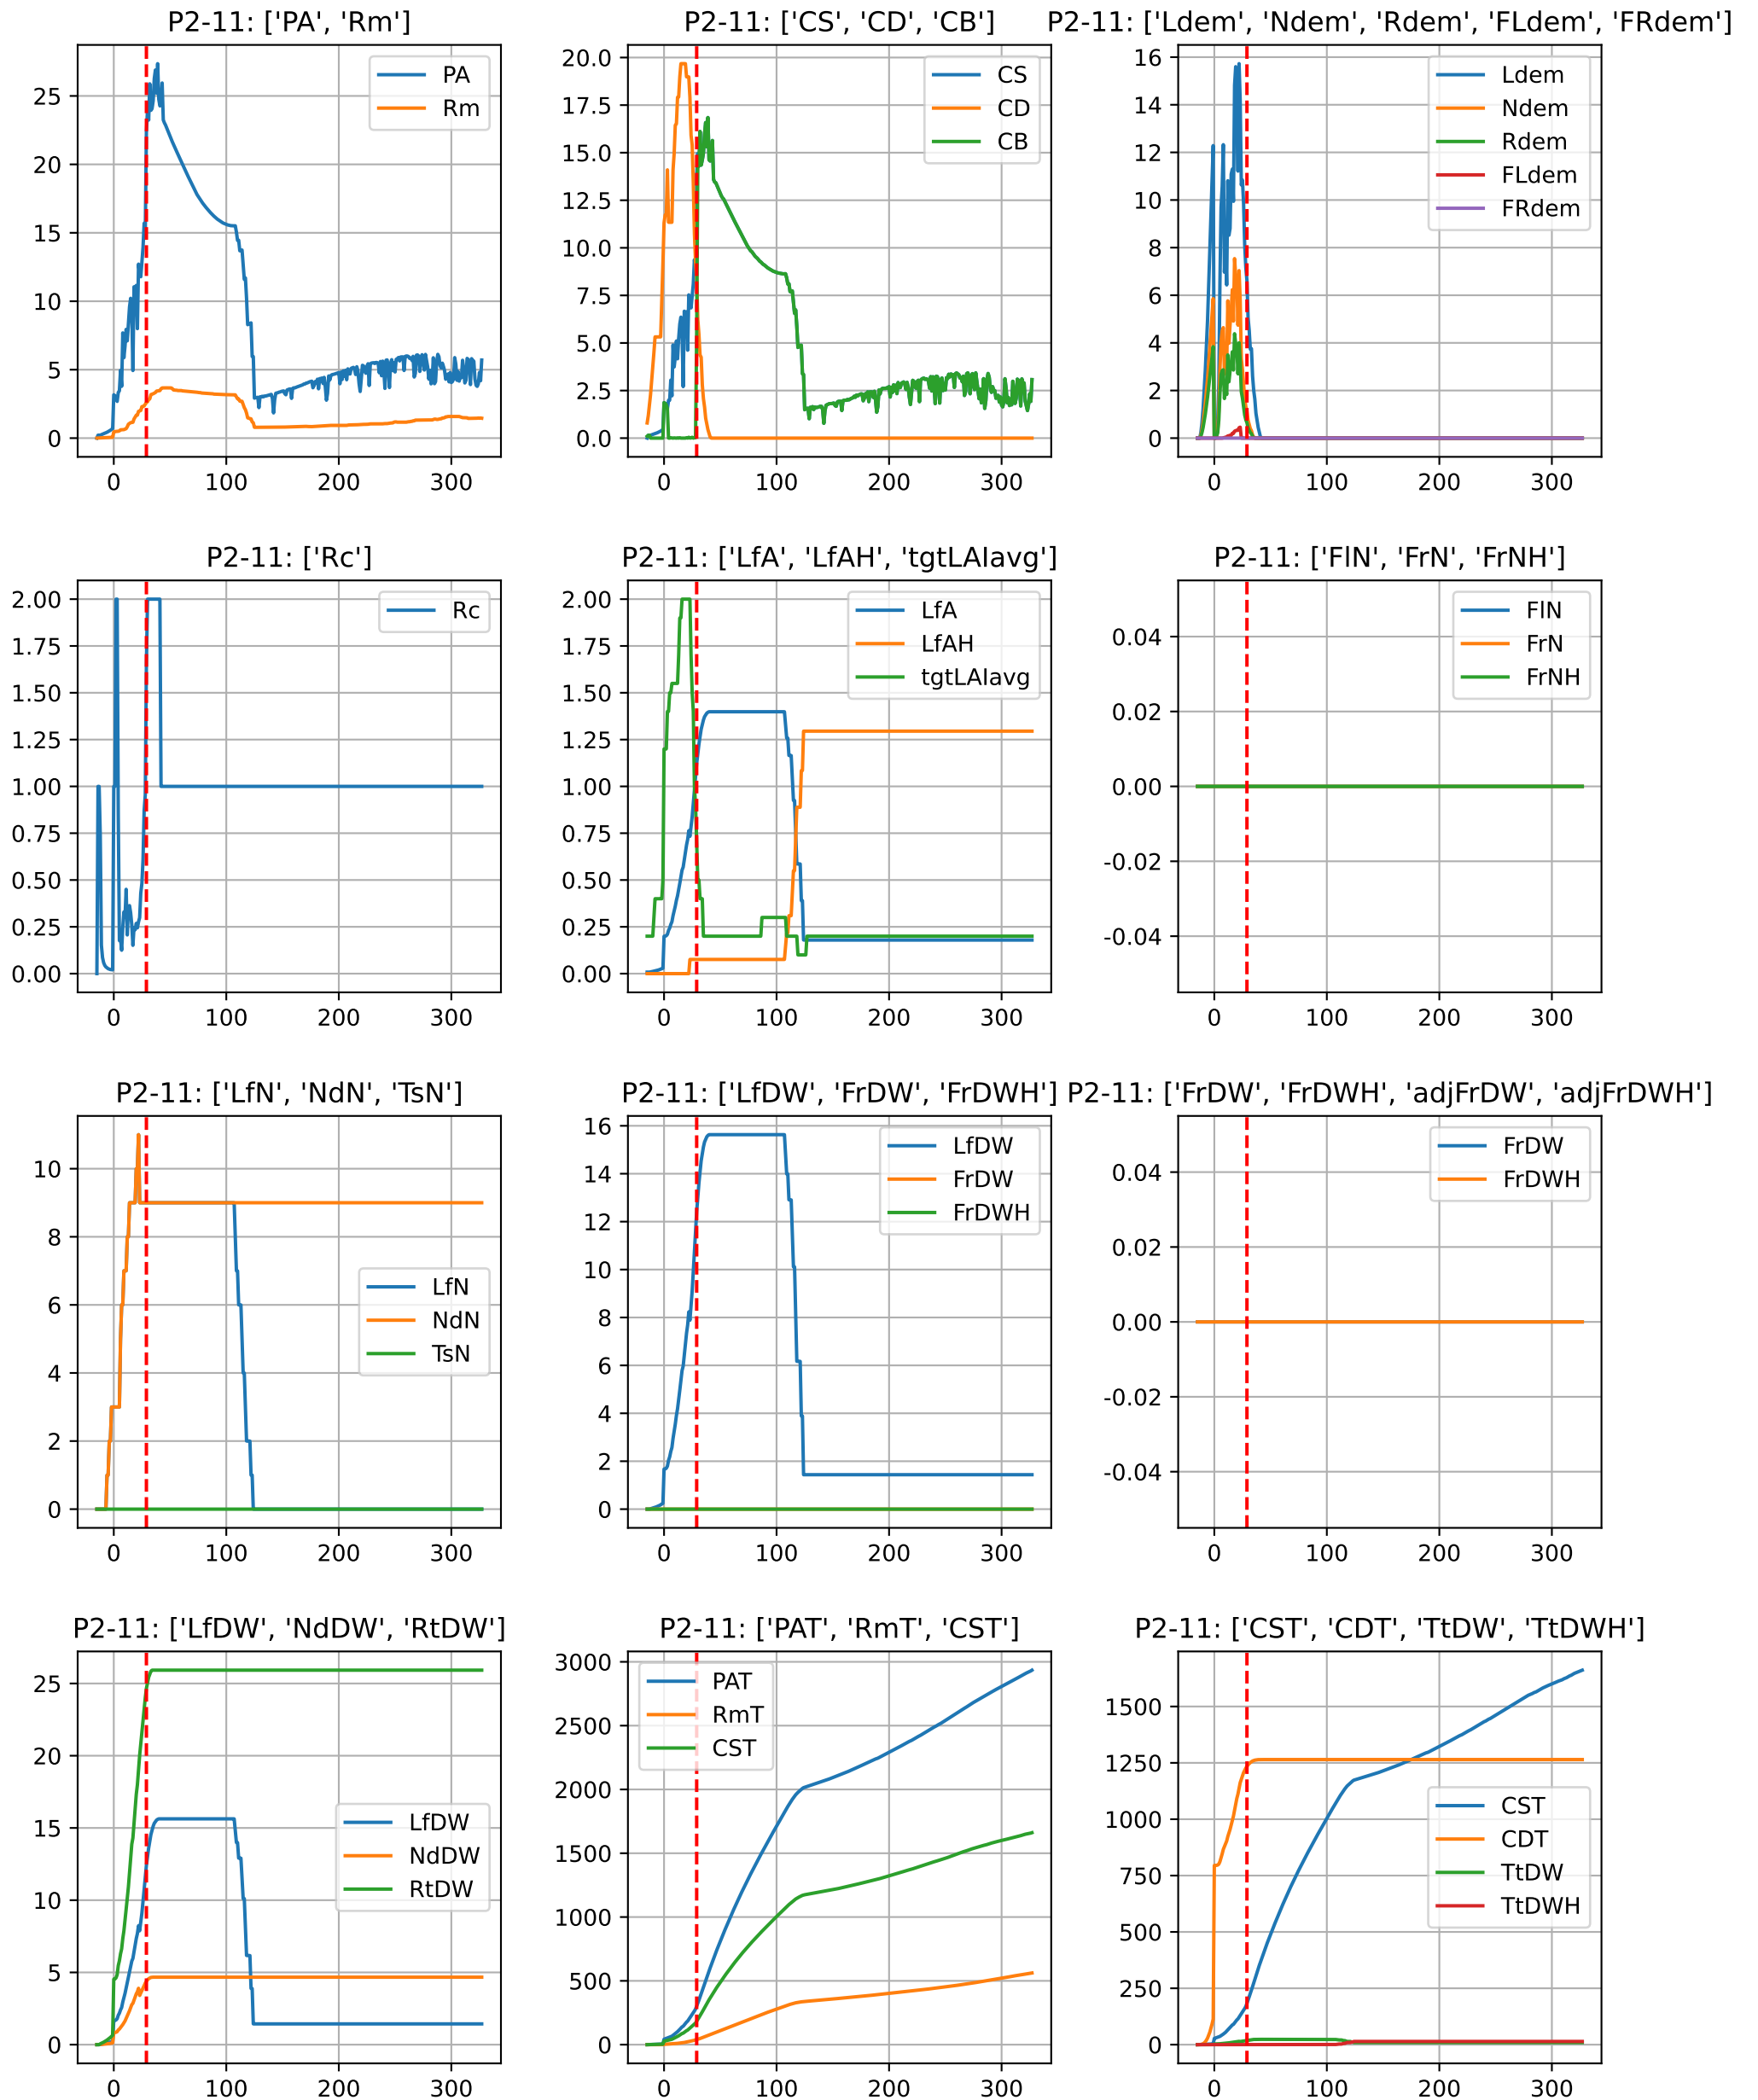 P2-11: ['PA', 'Rm']
25
20
15
10
5
0
0 100 200 300
PA
Rm
P2-11: ['CS', 'CD', 'CB']
20.0
17.5
15.0
12.5
10.0
7.5
5.0
2.5
0.0
0 100 200 300
CS
CD
CB
P2-11: ['Ldem', 'Ndem', 'Rdem', 'FLdem', 'FRdem']
16
14
12
10
8
6
4
2
0
0 100 200 300
Ldem
Ndem
Rdem
FLdem
FRdem
P2-11: ['Rc']
2.00
1.75
1.50
1.25
1.00
0.75
0.50
0.25
0.00
0 100 200 300
Rc
P2-11: ['LfA', 'LfAH', 'tgtLAIavg']
2.00
1.75
1.50
1.25
1.00
0.75
0.50
0.25
0.00
0 100 200 300
LfA
LfAH
tgtLAIavg
P2-11: ['FlN', 'FrN', 'FrNH']
0.04
0.02
0.00
-0.02
-0.04
0 100 200 300
FlN
FrN
FrNH
P2-11: ['LfN', 'NdN', 'TsN']
10
8
6
4
2
0
0 100 200 300
LfN
NdN
TsN
P2-11: ['LfDW', 'FrDW', 'FrDWH']
16
14
12
10
8
6
4
2
0
0 100 200 300
LfDW
FrDW
FrDWH
P2-11: ['FrDW', 'FrDWH', 'adjFrDW', 'adjFrDWH']
0.04
0.02
0.00
-0.02
-0.04
0 100 200 300
FrDW
FrDWH
P2-11: ['LfDW', 'NdDW', 'RtDW']
25
20
15
10
5
0
0 100 200 300
LfDW
NdDW
RtDW
P2-11: ['PAT', 'RmT', 'CST']
3000
2500
2000
1500
1000
500
0
0 100 200 300
PAT
RmT
CST
P2-11: ['CST', 'CDT', 'TtDW', 'TtDWH']
1500
1250
1000
750
500
250
0
0 100 200 300
CST
CDT
TtDW
TtDWH